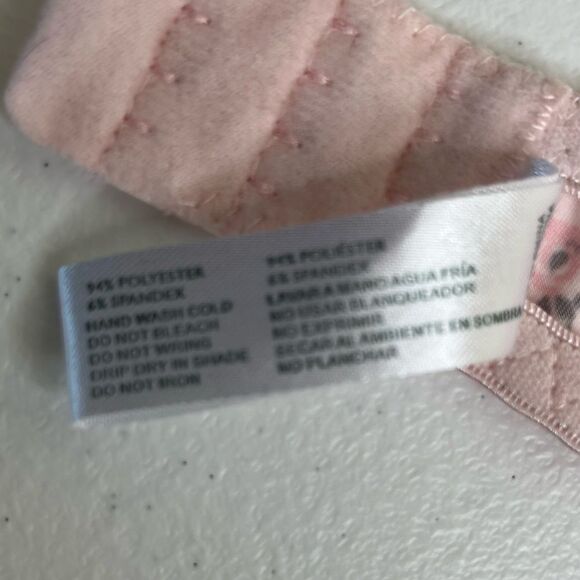 94% POLYESTER
6% SPANDEX
HAND WASH COLD
DO NOT BLEACH
DO NOT WRING
DRIP DRY IN SHADE
DO NOT IRON
94% POLIÉSTER
6% SPANDEX
LAVAR A MANO AGUA FRÍA
NO USAR BLANQUEADOR
NO EXPRIMIR
SECAR AL AMBIENTE EN SOMBRA
NO PLANCHAR